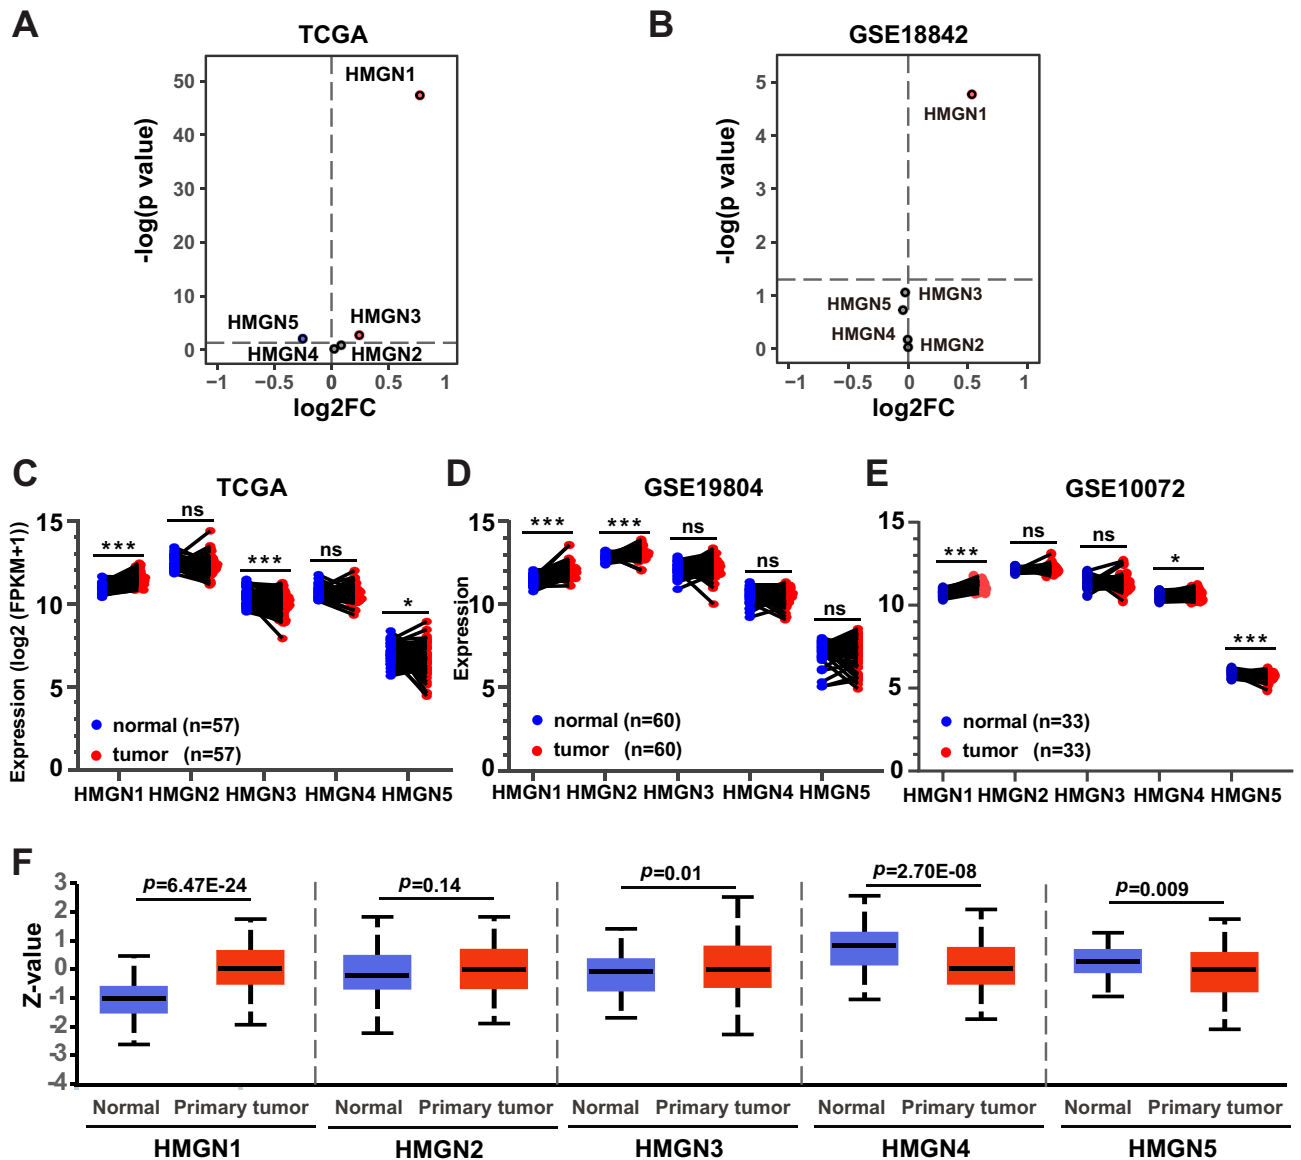 A
TCGA
HMGN1
HMGN5
HMGN3
HMGN4
HMGN2
50
40
30
20
10
0
-log(p value)
−1
−0.5
0
0.5
1
log2FC
B
GSE18842
HMGN1
HMGN3
HMGN5
HMGN4
HMGN2
5
4
3
2
1
0
-log(p value)
−1
−0.5
0
0.5
1
log2FC
C
TCGA
15
10
5
0
Expression (log2 (FPKM+1))
***
ns
***
ns
*
normal (n=57)
tumor (n=57)
HMGN1 HMGN2 HMGN3 HMGN4 HMGN5
D
GSE19804
15
10
5
0
Expression
***
***
ns
ns
ns
normal (n=60)
tumor (n=60)
HMGN1 HMGN2 HMGN3 HMGN4 HMGN5
E
GSE10072
15
10
5
0
***
ns
ns
*
***
normal (n=33)
tumor (n=33)
HMGN1 HMGN2 HMGN3 HMGN4 HMGN5
F
3
2
1
0
-1
-2
-3
-4
Z-value
p=6.47E-24
p=0.14
p=0.01
p=2.70E-08
p=0.009
Normal Primary tumor Normal Primary tumor Normal Primary tumor Normal Primary tumor Normal Primary tumor
HMGN1 HMGN2 HMGN3 HMGN4 HMGN5